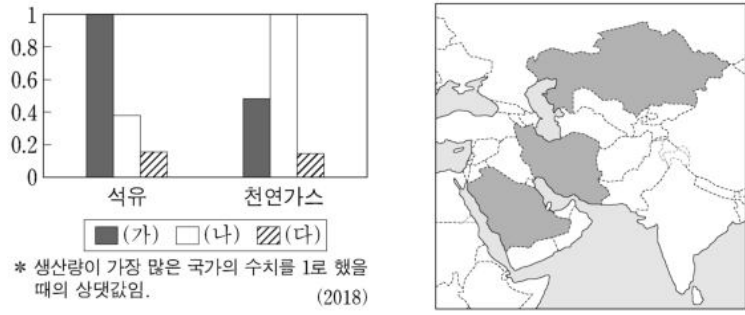 1
0.8
0.6
0.4
0.2
0
석유 천연가스
(가) (나) (다)
* 생산량이 가장 많은 국가의 수치를 1로 했을
때의 상댓값임. (2018)